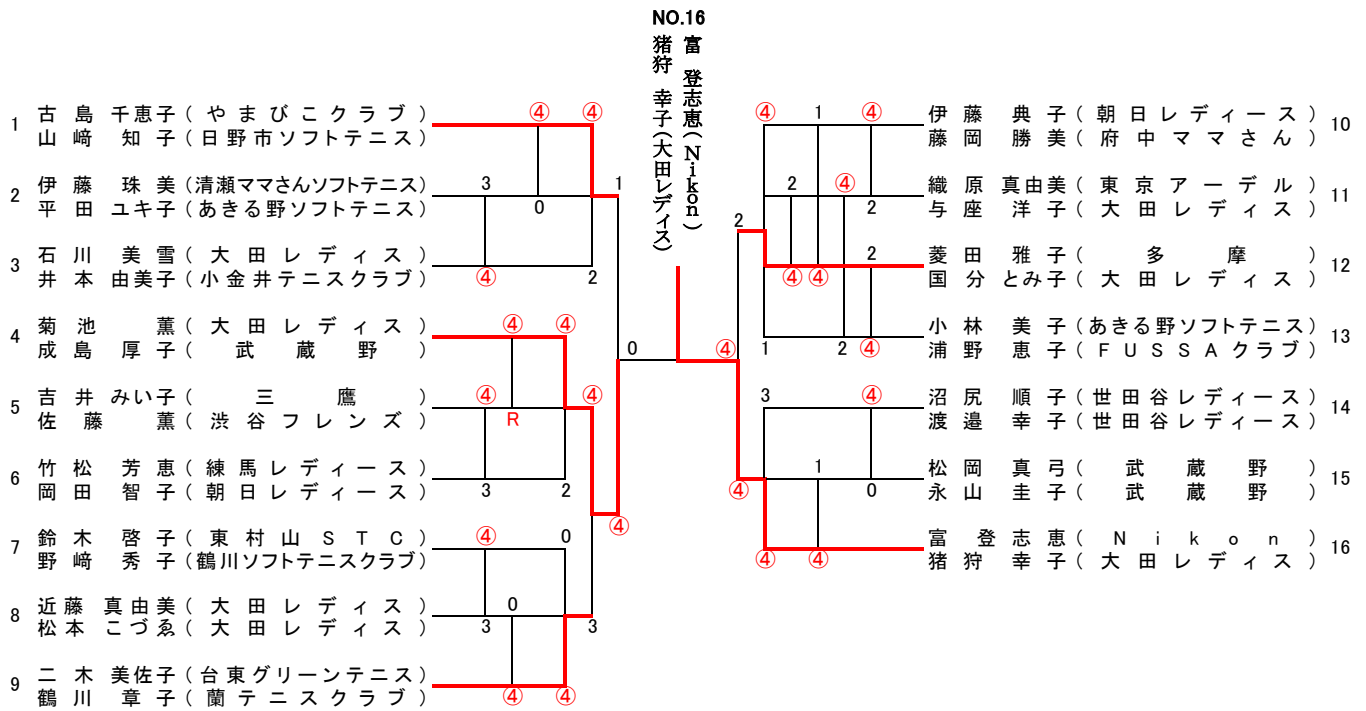 NO.16
富 登志恵(Nikon)
猪狩 幸子(大田レディス)
1 古島 千恵子(やまびこクラブ)
山﨑 知子(日野市ソフトテニス)
2 伊藤 珠美(清瀬ママさんソフトテニス)
平田 ユキ子(あきる野ソフトテニス)
3 石川 美雪(大田レディス)
井本 由美子(小金井テニスクラブ)
4 菊池 薫(大田レディス)
成島 厚子(武蔵野)
5 吉井 みい子(三鷹)
佐藤 薫(渋谷フレンズ)
6 竹松 芳恵(練馬レディース)
岡田 智子(朝日レディース)
7 鈴木 啓子(東村山STC)
野﨑 秀子(鶴川ソフトテニスクラブ)
8 近藤 真由美(大田レディス)
松本 こづゑ(大田レディス)
9 二木 美佐子(台東グリーンテニス)
鶴川 章子(蘭テニスクラブ)
④ ④
3 1
0
④ 2
④ ④
0
④ ④
R
3 2
④
④ 0
0
3 3
④ ④
④ 1 ④
2 ④
2 2
2
④ ④
1 2 ④
④
3 ④
1
④ 0
④ ④
伊藤 典子(朝日レディース) 10
藤岡 勝美(府中ママさん)
織原 真由美(東京アーデル) 11
与座 洋子(大田レディス)
菱田 雅子(多摩) 12
国分 とみ子(大田レディス)
小林 美子(あきる野ソフトテニス) 13
浦野 恵子(FUSSAクラブ)
沼尻 順子(世田谷レディース) 14
渡邉 幸子(世田谷レディース)
松岡 真弓(武蔵野) 15
永山 圭子(武蔵野)
富 登志恵(Nikon) 16
猪狩 幸子(大田レディス)